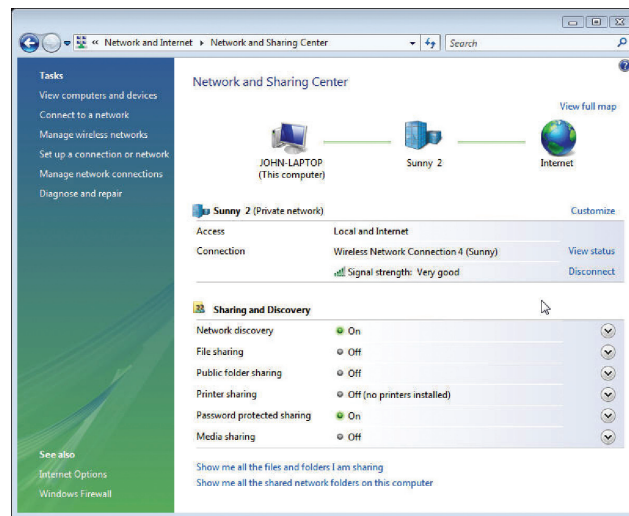 « Network and Internet ▸ Network and Sharing Center
Search
Tasks
View computers and devices
Connect to a network
Manage wireless networks
Set up a connection or network
Manage network connections
Diagnose and repair
See also
Internet Options
Windows Firewall
Network and Sharing Center
View full map
JOHN-LAPTOP
(This computer)
Sunny 2
Internet
Sunny 2 (Private network) Customize
Access Local and Internet
Connection Wireless Network Connection 4 (Sunny) View status
Signal strength: Very good Disconnect
Sharing and Discovery
Network discovery On
File sharing Off
Public folder sharing Off
Printer sharing Off (no printers installed)
Password protected sharing On
Media sharing Off
Show me all the files and folders I am sharing
Show me all the shared network folders on this computer